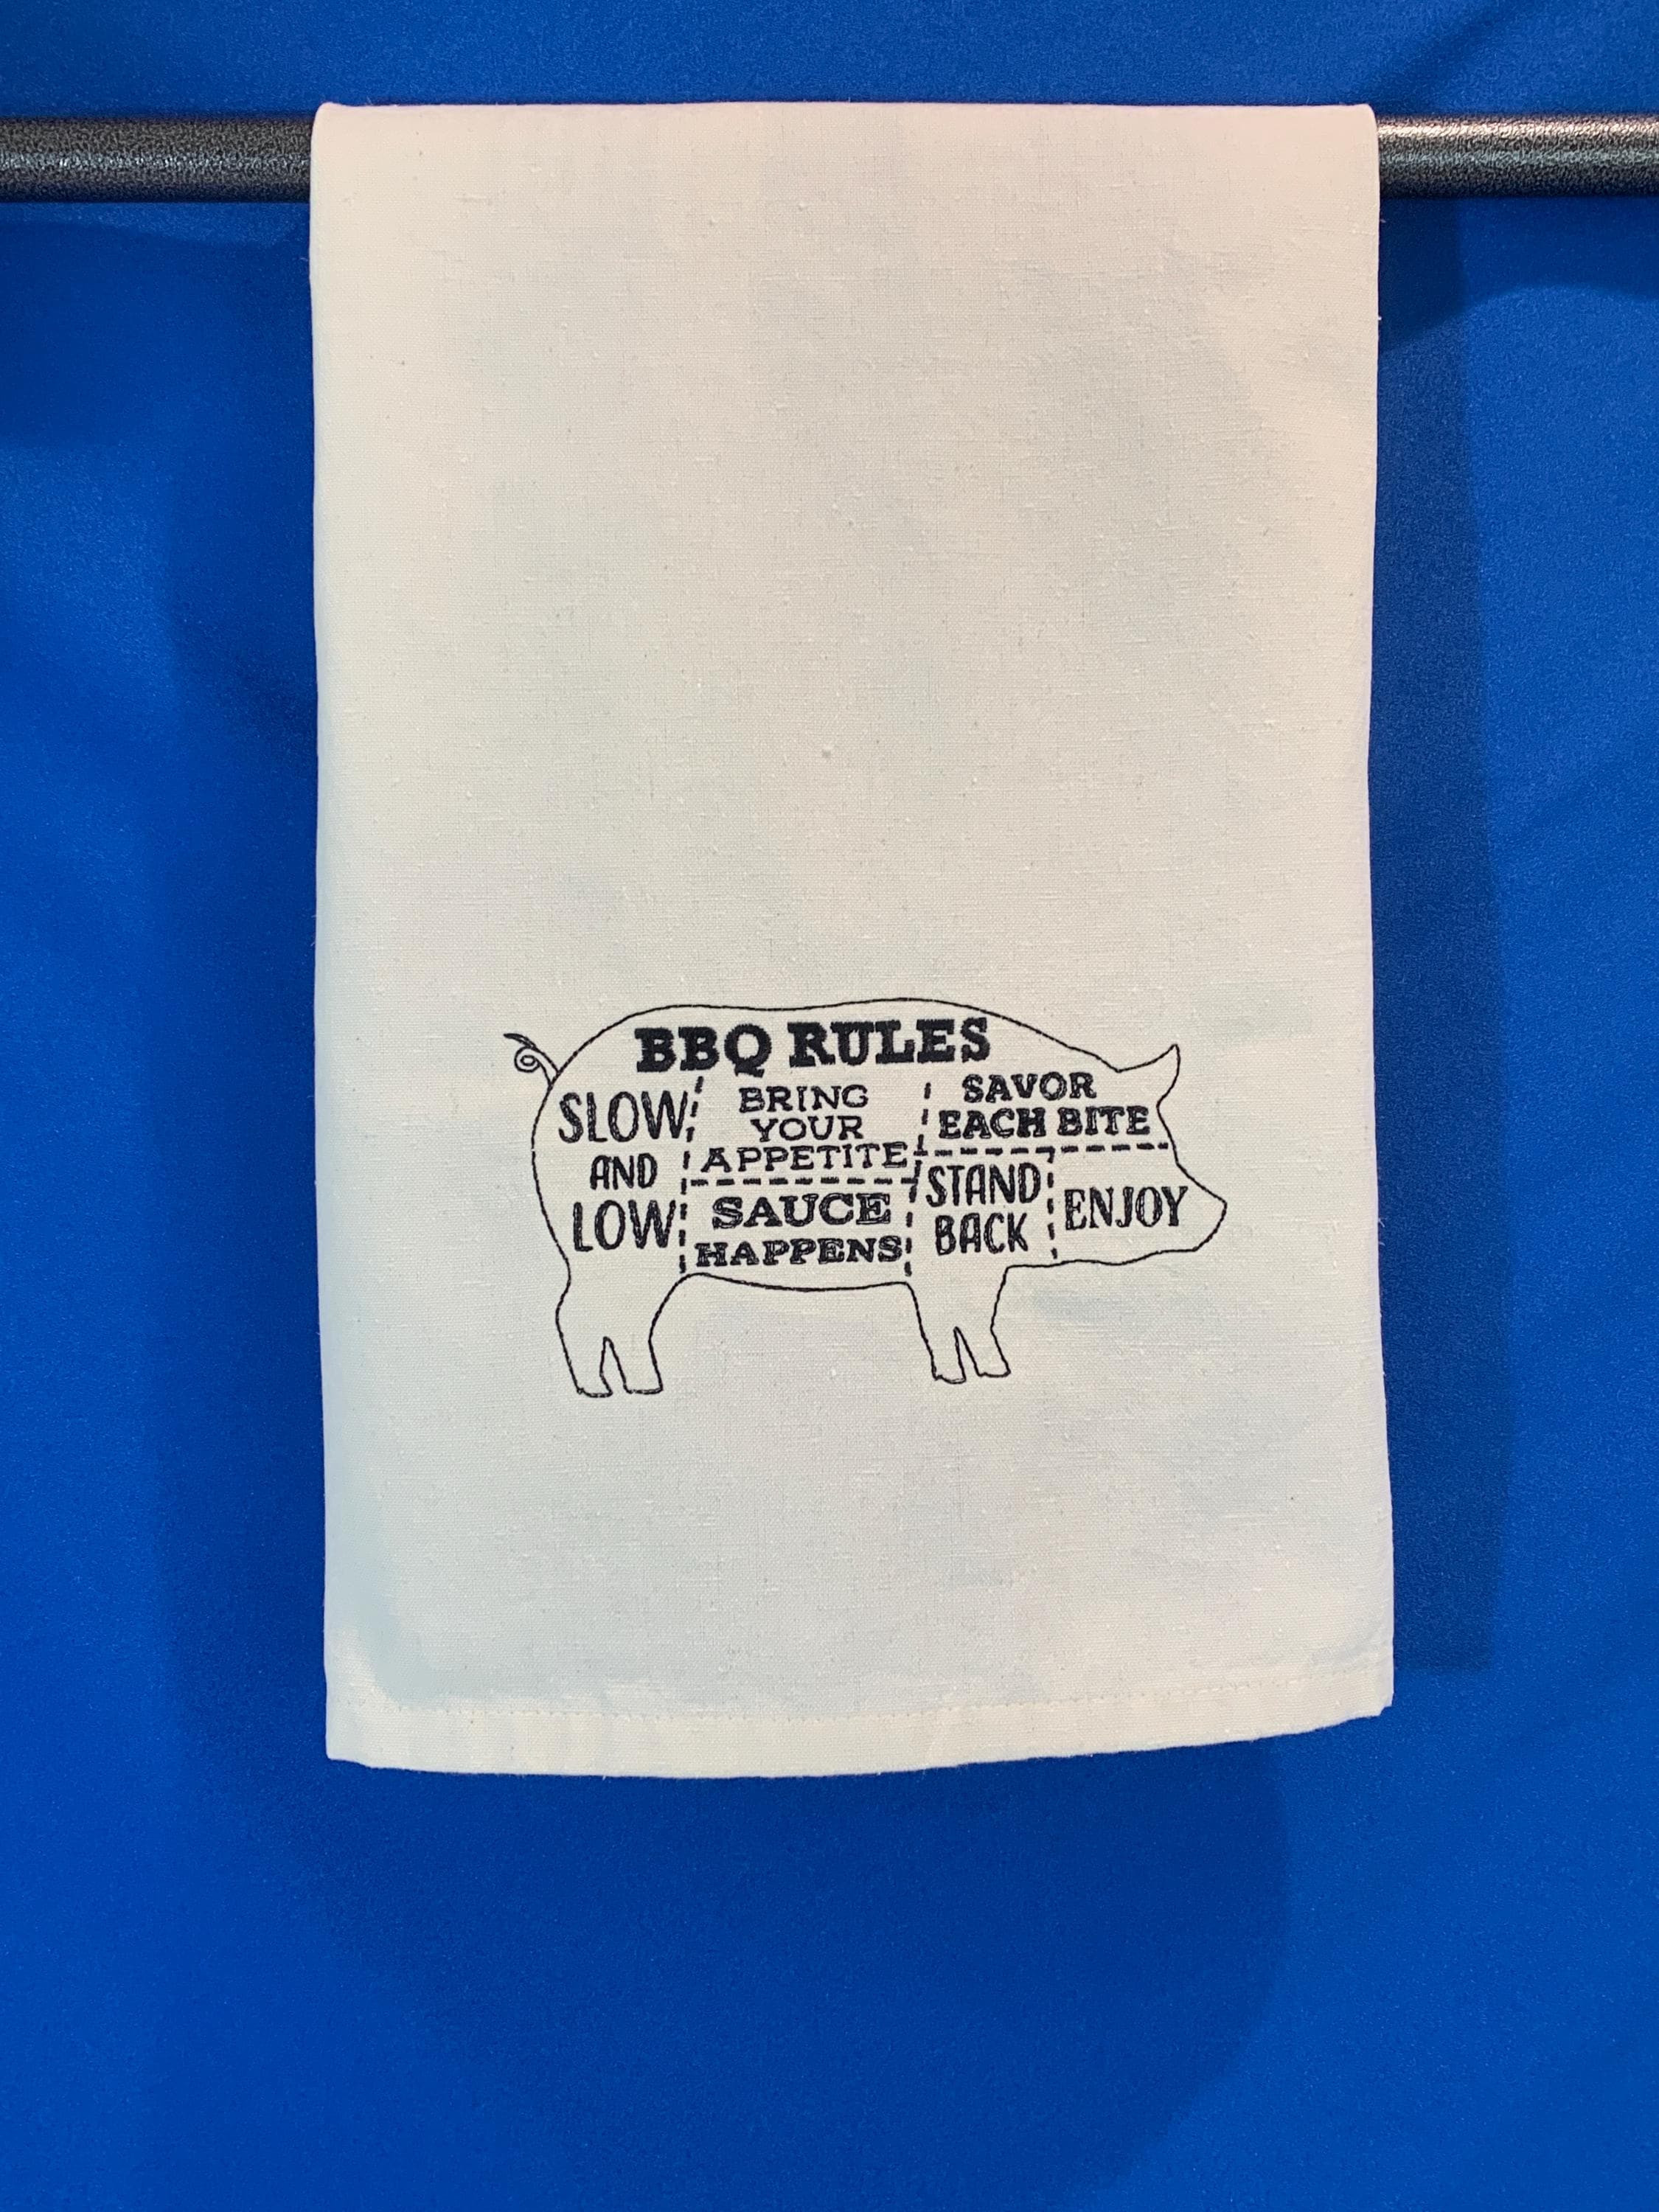 BBQ RULES
SLOW
AND
LOW
BRING
YOUR
APPETITE
SAUCE
HAPPENS
SAVOR
EACH BITE
STAND
BACK
ENJOY